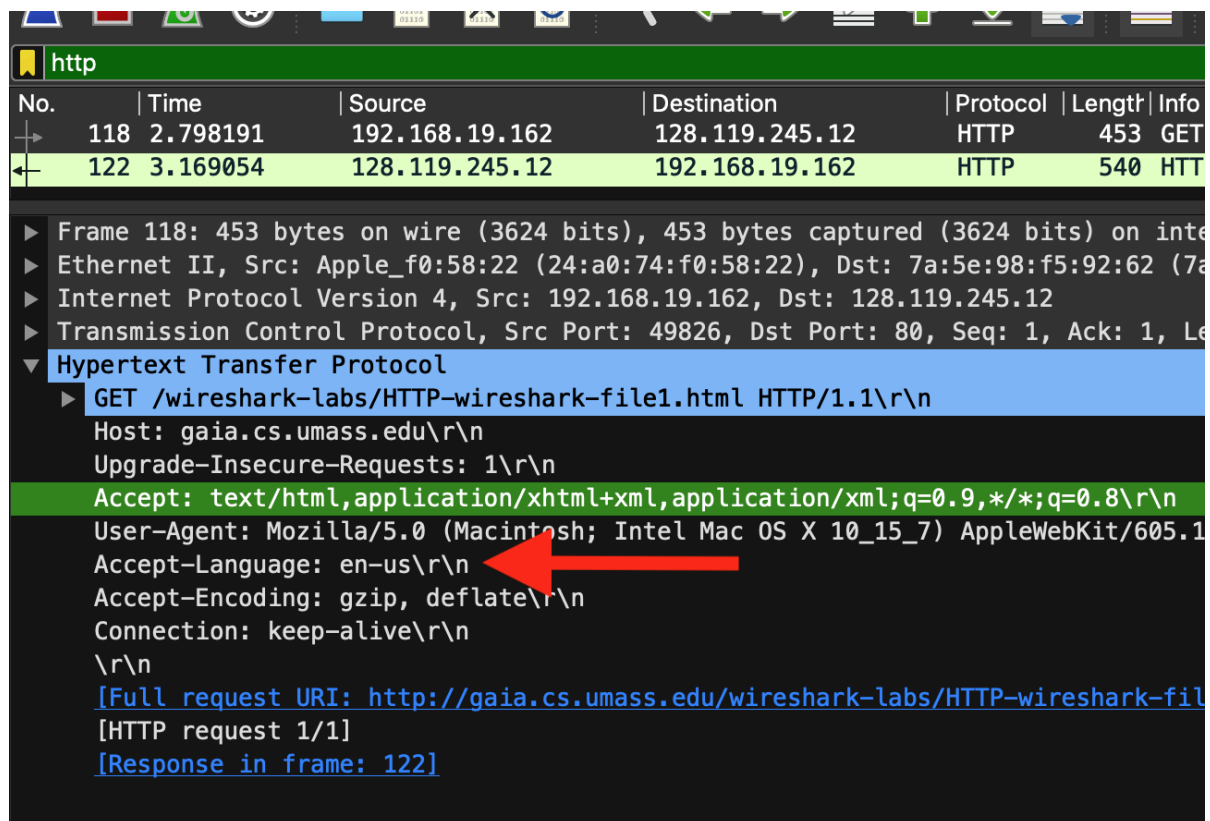 http
No. Time Source Destination Protocol Length Info
118 2.798191 192.168.19.162 128.119.245.12 HTTP 453 GET
122 3.169054 128.119.245.12 192.168.19.162 HTTP 540 HTT
Frame 118: 453 bytes on wire (3624 bits), 453 bytes captured (3624 bits) on inte
Ethernet II, Src: Apple_f0:58:22 (24:a0:74:f0:58:22), Dst: 7a:5e:98:f5:92:62 (7a
Internet Protocol Version 4, Src: 192.168.19.162, Dst: 128.119.245.12
Transmission Control Protocol, Src Port: 49826, Dst Port: 80, Seq: 1, Ack: 1, Le
Hypertext Transfer Protocol
GET /wireshark-labs/HTTP-wireshark-file1.html HTTP/1.1\r\n
Host: gaia.cs.umass.edu\r\n
Upgrade-Insecure-Requests: 1\r\n
Accept: text/html,application/xhtml+xml,application/xml;q=0.9,*/*;q=0.8\r\n
User-Agent: Mozilla/5.0 (Macintosh; Intel Mac OS X 10_15_7) AppleWebKit/605.1
Accept-Language: en-us\r\n
Accept-Encoding: gzip, deflate\r\n
Connection: keep-alive\r\n
\r\n
[Full request URI: http://gaia.cs.umass.edu/wireshark-labs/HTTP-wireshark-fil
[HTTP request 1/1]
[Response in frame: 122]